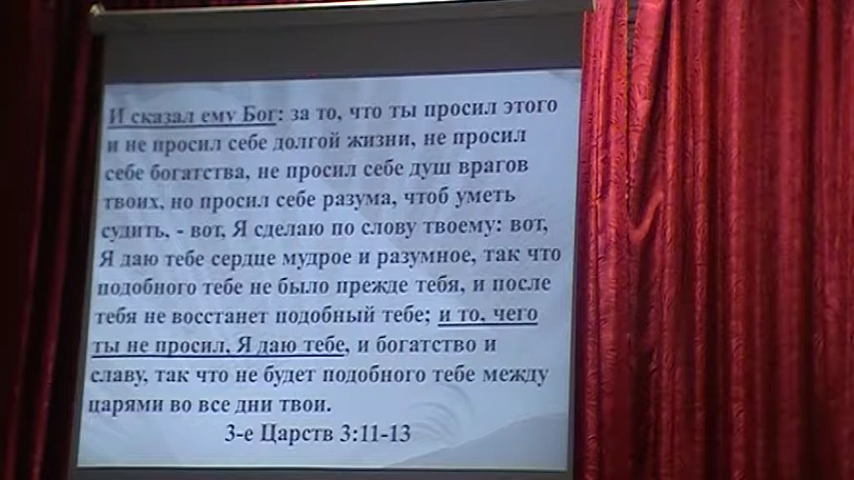 И сказал ему Бог: за то, что ты просил этого
и не просил себе долгой жизни, не просил
себе богатства, не просил себе душ врагов
твоих, но просил себе разума, чтоб уметь
судить, - вот, Я сделаю по слову твоему: вот,
Я даю тебе сердце мудрое и разумное, так что
подобного тебе не было прежде тебя, и после
тебя не восстанет подобный тебе; и то, чего
ты не просил, Я даю тебе, и богатство и
славу, так что не будет подобного тебе между
царями во все дни твои.
3-е Царств 3:11-13